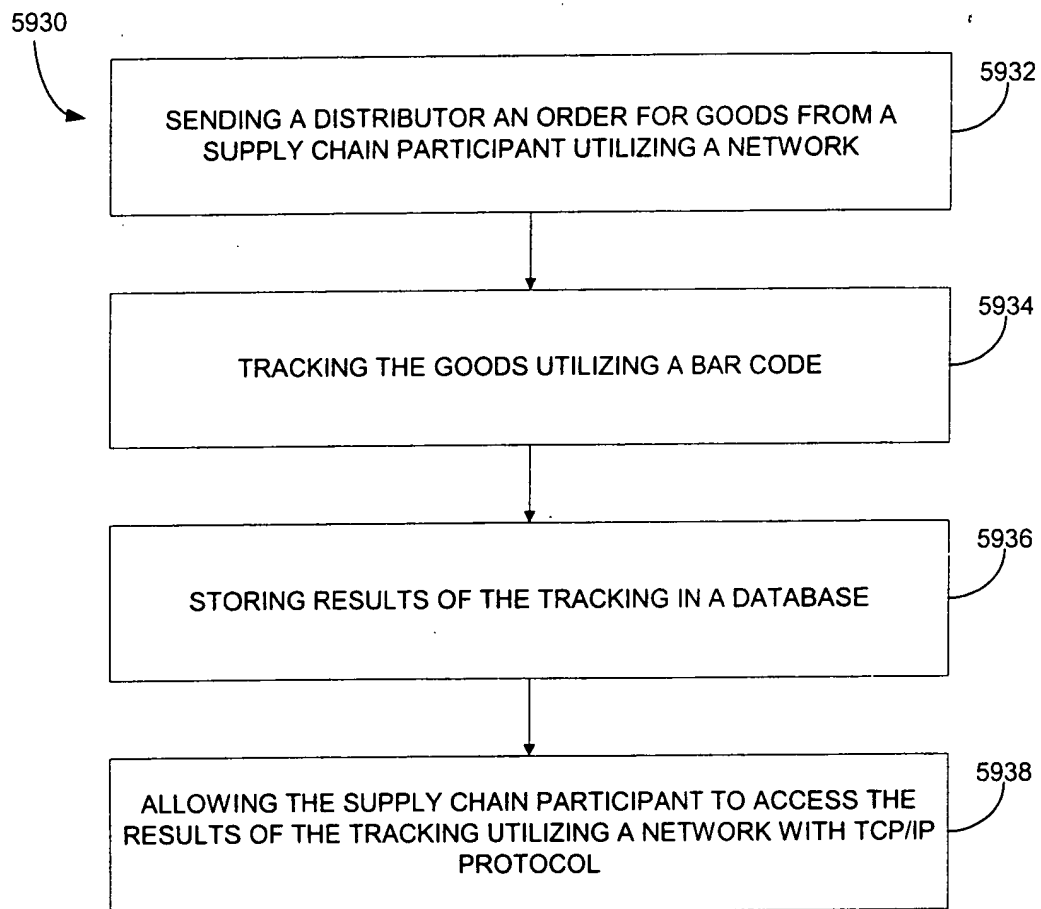 5930
5932
SENDING A DISTRIBUTOR AN ORDER FOR GOODS FROM A
SUPPLY CHAIN PARTICIPANT UTILIZING A NETWORK
5934
TRACKING THE GOODS UTILIZING A BAR CODE
5936
STORING RESULTS OF THE TRACKING IN A DATABASE
5938
ALLOWING THE SUPPLY CHAIN PARTICIPANT TO ACCESS THE
RESULTS OF THE TRACKING UTILIZING A NETWORK WITH TCP/IP
PROTOCOL